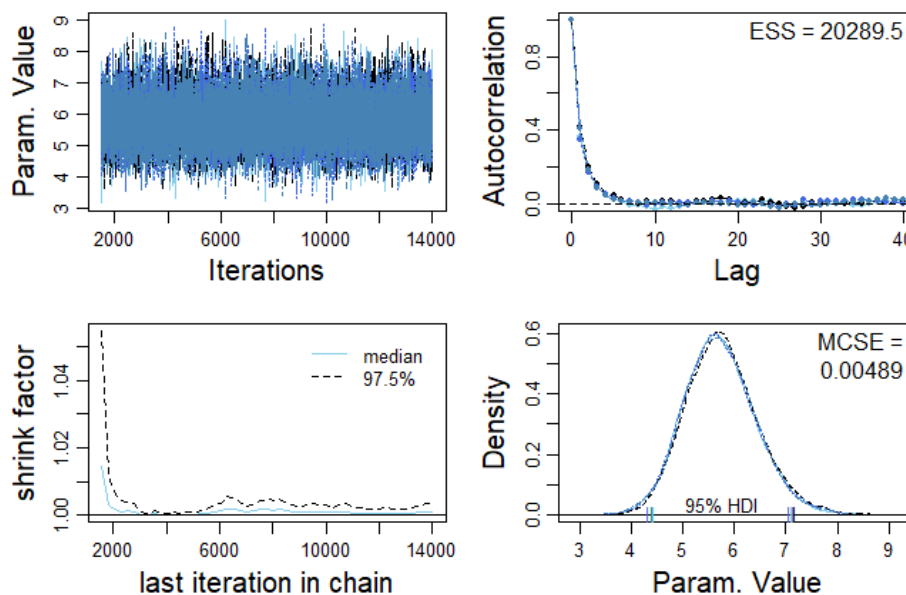 Param. Value
9
8
7
6
5
4
3
2000 6000 10000 14000
Iterations
Autocorrelation
0.8
0.4
0.0
ESS = 20289.5
0 10 20 30 40
Lag
shrink factor
1.04
1.02
1.00
median
97.5%
2000 6000 10000 14000
last iteration in chain
Density
0.6
0.4
0.2
0.0
MCSE =
0.00489
95% HDI
3 4 5 6 7 8 9
Param. Value